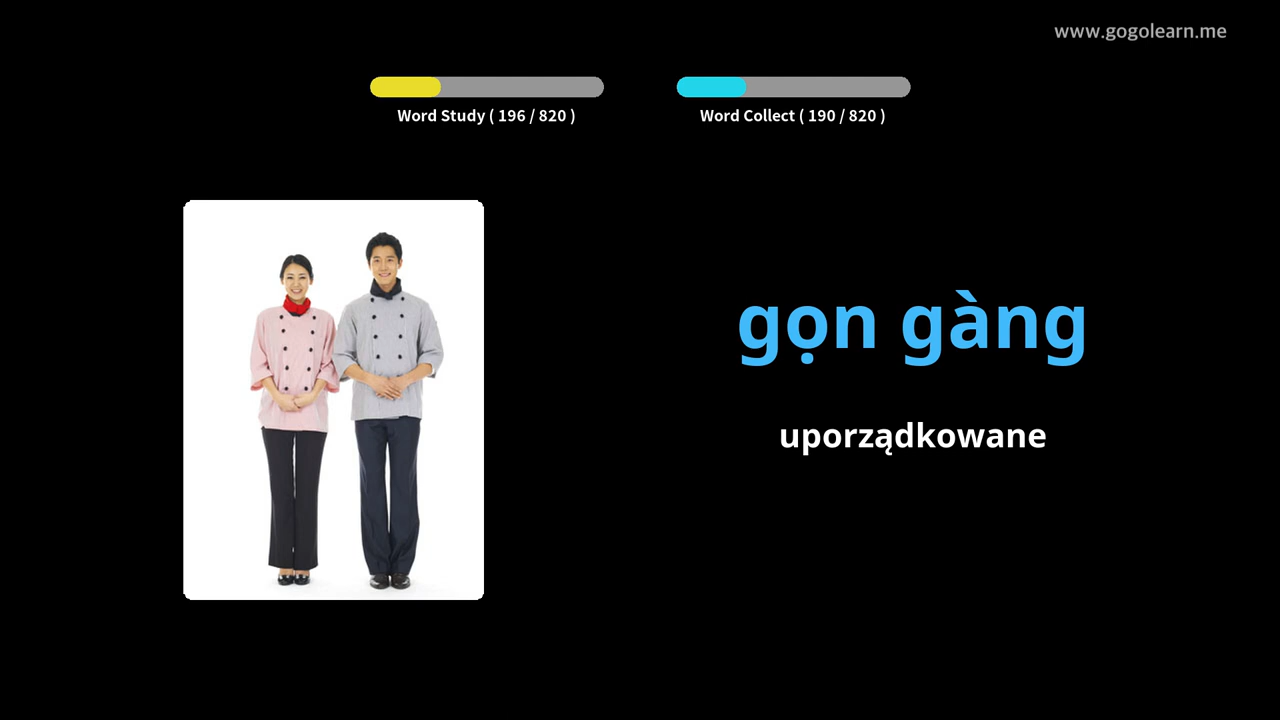 www.gogolearn.me
Word Study ( 196 / 820 )
Word Collect ( 190 / 820 )
gọn gàng
uporządkowane